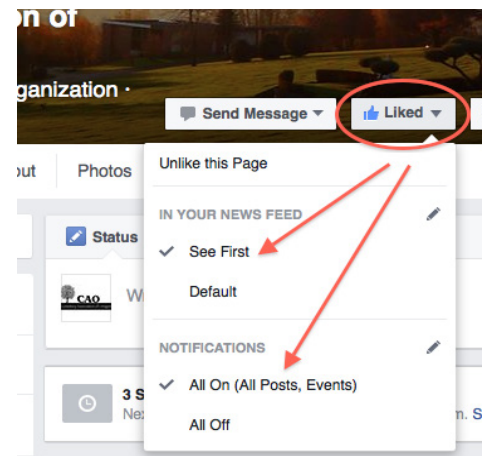 on of
ganization ·
Send Message
Liked
out
Photos
Unlike this Page
IN YOUR NEWS FEED
Status
See First
CAO
Default
NOTIFICATIONS
All On (All Posts, Events)
3 S
Nex
m. S
All Off